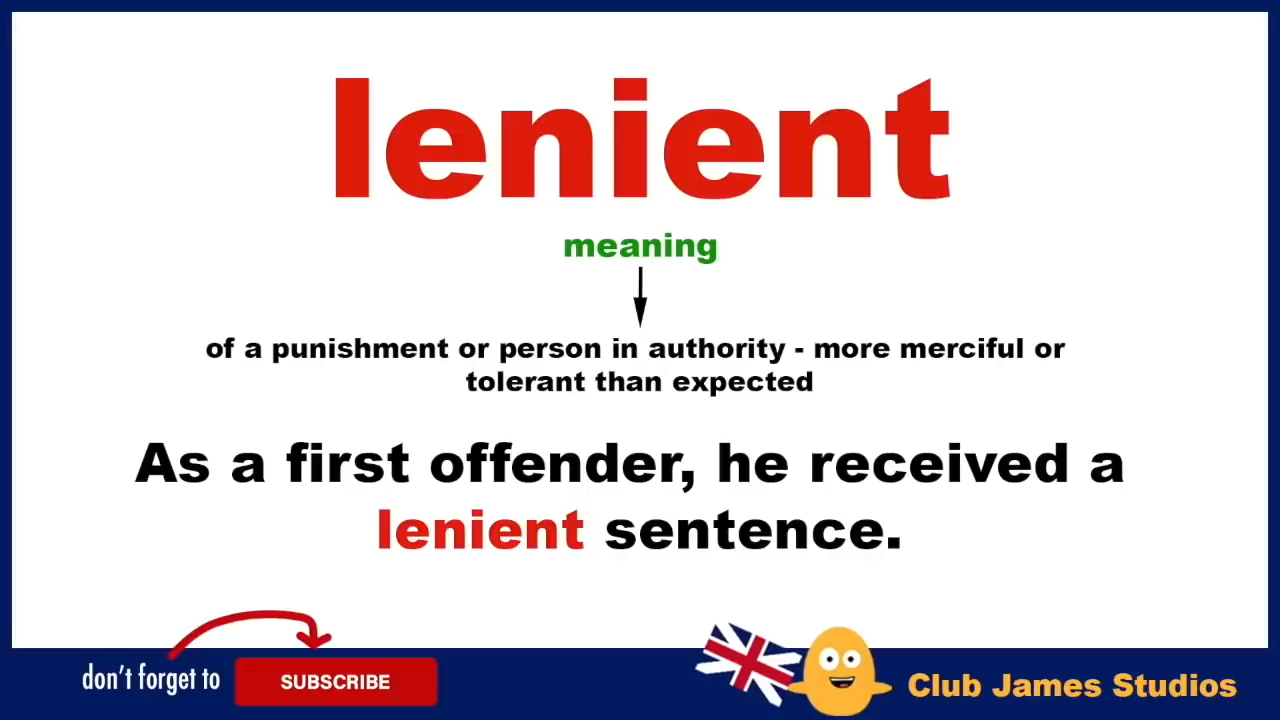 lenient
meaning
of a punishment or person in authority - more merciful or
tolerant than expected
As a first offender, he received a
lenient sentence.
don't forget to
SUBSCRIBE
Club James Studios